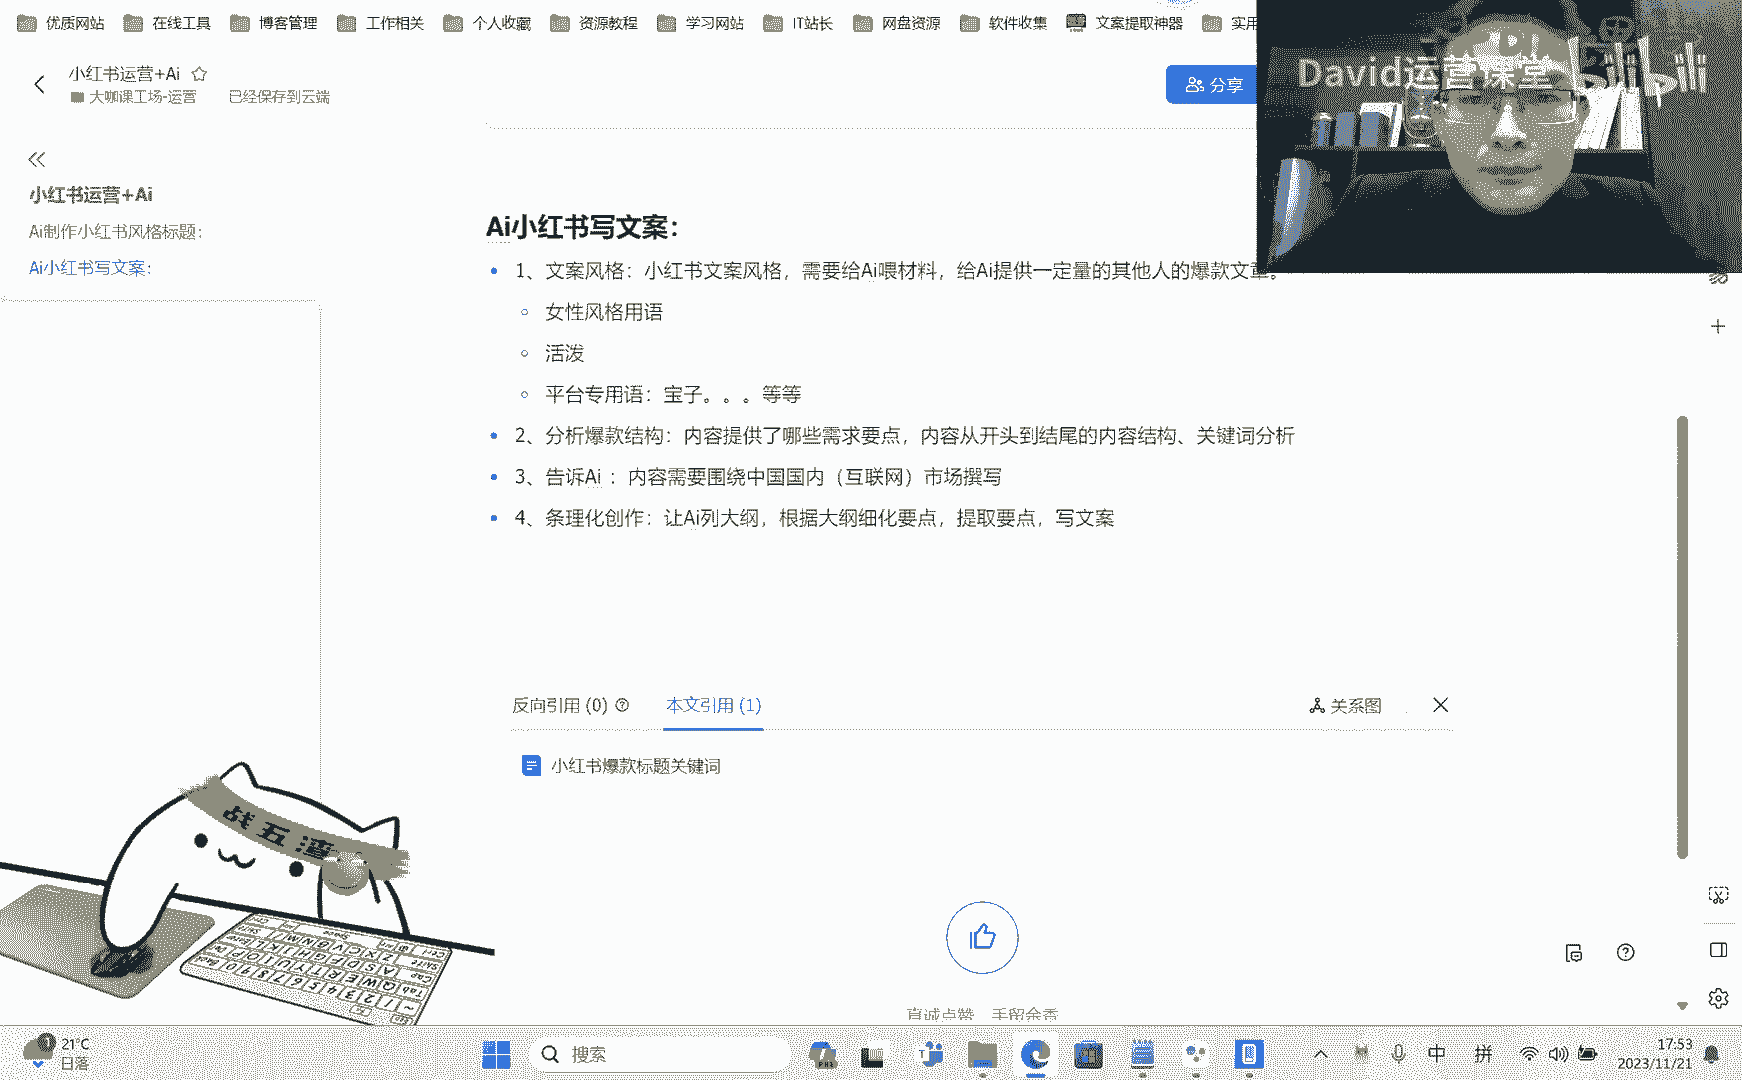 优质网站 在线工具 博客管理 工作相关 个人收藏 资源教程 学习网站 IT站长 网盘资源 软件收集 文案提取神器 实用
小红书运营+Ai
大咖课工场-运营 已经保存到云端
分享
David运营课堂 bilibili
小红书运营+Ai
Ai制作小红书风格标题:
Ai小红书写文案:
Ai小红书写文案:
1、文案风格：小红书文案风格，需要给Ai喂材料，给Ai提供一定量的其他人的爆款文章。
女性风格用语
活泼
平台专用语：宝子。。。等等
2、分析爆款结构：内容提供了哪些需求要点，内容从开头到结尾的内容结构、关键词分析
3、告诉Ai ：内容需要围绕中国国内（互联网）市场撰写
4、条理化创作：让Ai列大纲，根据大纲细化要点，提取要点，写文案
反向引用 (0) 本文引用 (1) 关系图
小红书爆款标题关键词
战五渣
真诚点赞，手留余香
21°C
日落
搜索
中 拼
17:53
2023/11/21